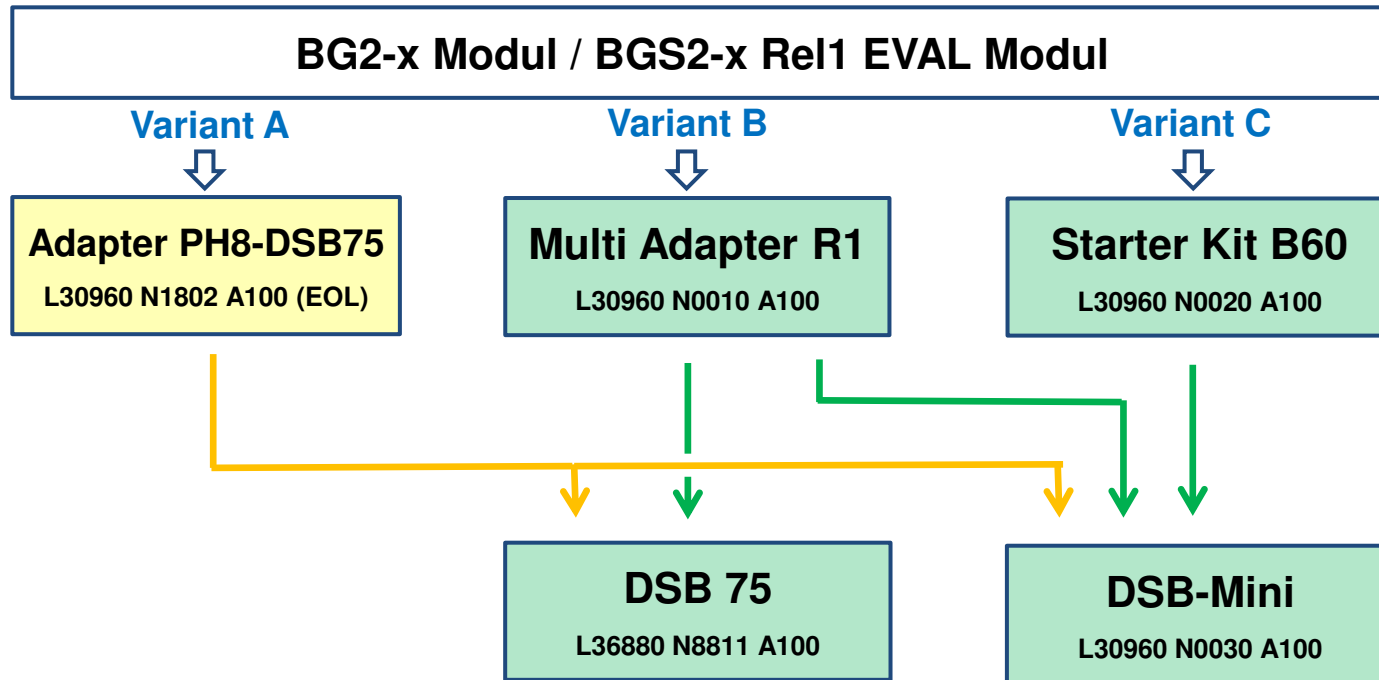 BG2-x Modul / BGS2-x Rel1 EVAL Modul
Variant A
Variant B
Variant C
Adapter PH8-DSB75
L30960 N1802 A100 (EOL)
Multi Adapter R1
L30960 N0010 A100
Starter Kit B60
L30960 N0020 A100
DSB 75
L36880 N8811 A100
DSB-Mini
L30960 N0030 A100